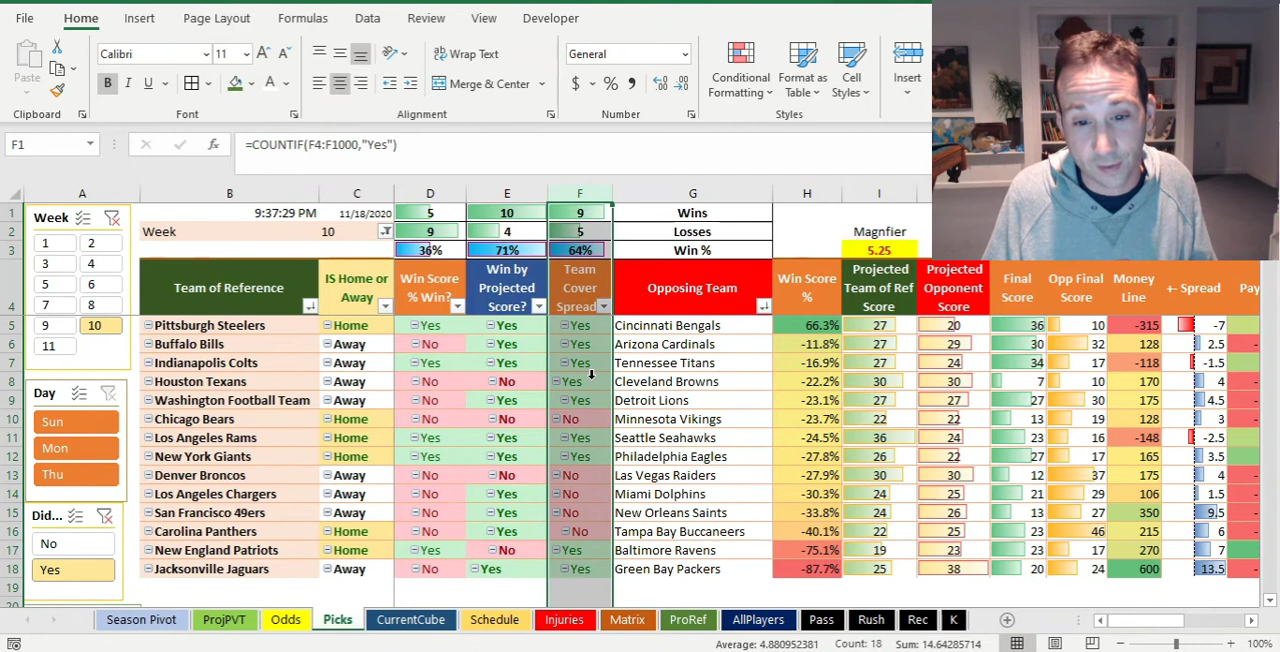 File Home Insert Page Layout Formulas Data Review View Developer
Calibri 11 A A Wrap Text General
Paste B I U A Merge & Center $ % , Conditional Formatting Format as Table Cell Styles Insert
Clipboard Font Alignment Number Styles
F1 fx =COUNTIF(F4:F1000,"Yes")
A B C D E F G H I
1 Week 9:37:29 PM 11/18/2020 5 10 9 Wins Magnfier
2 1 2 Week 10 9 4 5 Losses
3 3 4 36% 71% 64% Win % 5.25
4 5 6 7 8 Team of Reference IS Home or Away Win Score % Win? Win by Projected Score? Team Cover Spread Opposing Team Win Score % Projected Team of Ref Score Projected Opponent Score Final Score Opp Final Score Money Line +- Spread Pay
5 9 10 Pittsburgh Steelers Home Yes Yes Yes Cincinnati Bengals 66.3% 27 20 36 10 -315 -7
6 11 Buffalo Bills Away No Yes Yes Arizona Cardinals -11.8% 27 29 30 32 128 2.5
7 Indianapolis Colts Away Yes Yes Yes Tennessee Titans -16.9% 27 24 34 17 -118 -1.5
8 Day Houston Texans Away No No Yes Cleveland Browns -22.2% 30 30 7 10 170 4
9 Sun Washington Football Team Away No Yes Yes Detroit Lions -23.1% 27 27 27 30 175 4.5
10 Chicago Bears Home No No No Minnesota Vikings -23.7% 22 22 13 19 128 3
11 Mon Los Angeles Rams Home Yes Yes Yes Seattle Seahawks -24.5% 36 24 23 16 -148 -2.5
12 New York Giants Home Yes Yes Yes Philadelphia Eagles -27.8% 26 22 27 17 165 3.5
13 Thu Denver Broncos Away No No No Las Vegas Raiders -27.9% 30 30 12 37 175 4
14 Los Angeles Chargers Away No Yes No Miami Dolphins -30.3% 24 25 21 29 106 1.5
15 Did... San Francisco 49ers Away No Yes No New Orleans Saints -33.8% 24 26 13 27 350 9.5
16 No Carolina Panthers Home No Yes No Tampa Bay Buccaneers -40.1% 22 25 23 46 215 6
17 New England Patriots Home Yes No Yes Baltimore Ravens -75.1% 19 23 23 17 270 7
18 Yes Jacksonville Jaguars Away No Yes Yes Green Bay Packers -87.7% 25 38 20 24 600 13.5
19
Season Pivot ProjPVT Odds Picks CurrentCube Schedule Injuries Matrix ProRef AllPlayers Pass Rush Rec K
Average: 4.880952381 Count: 18 Sum: 14.64285714 100%